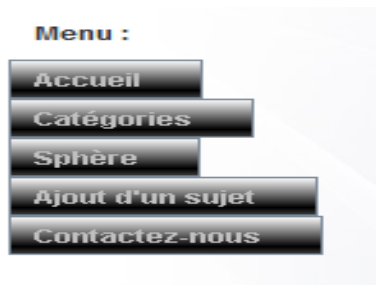 Menu :
Accueil
Catégories
Sphère
Ajout d'un sujet
Contactez-nous